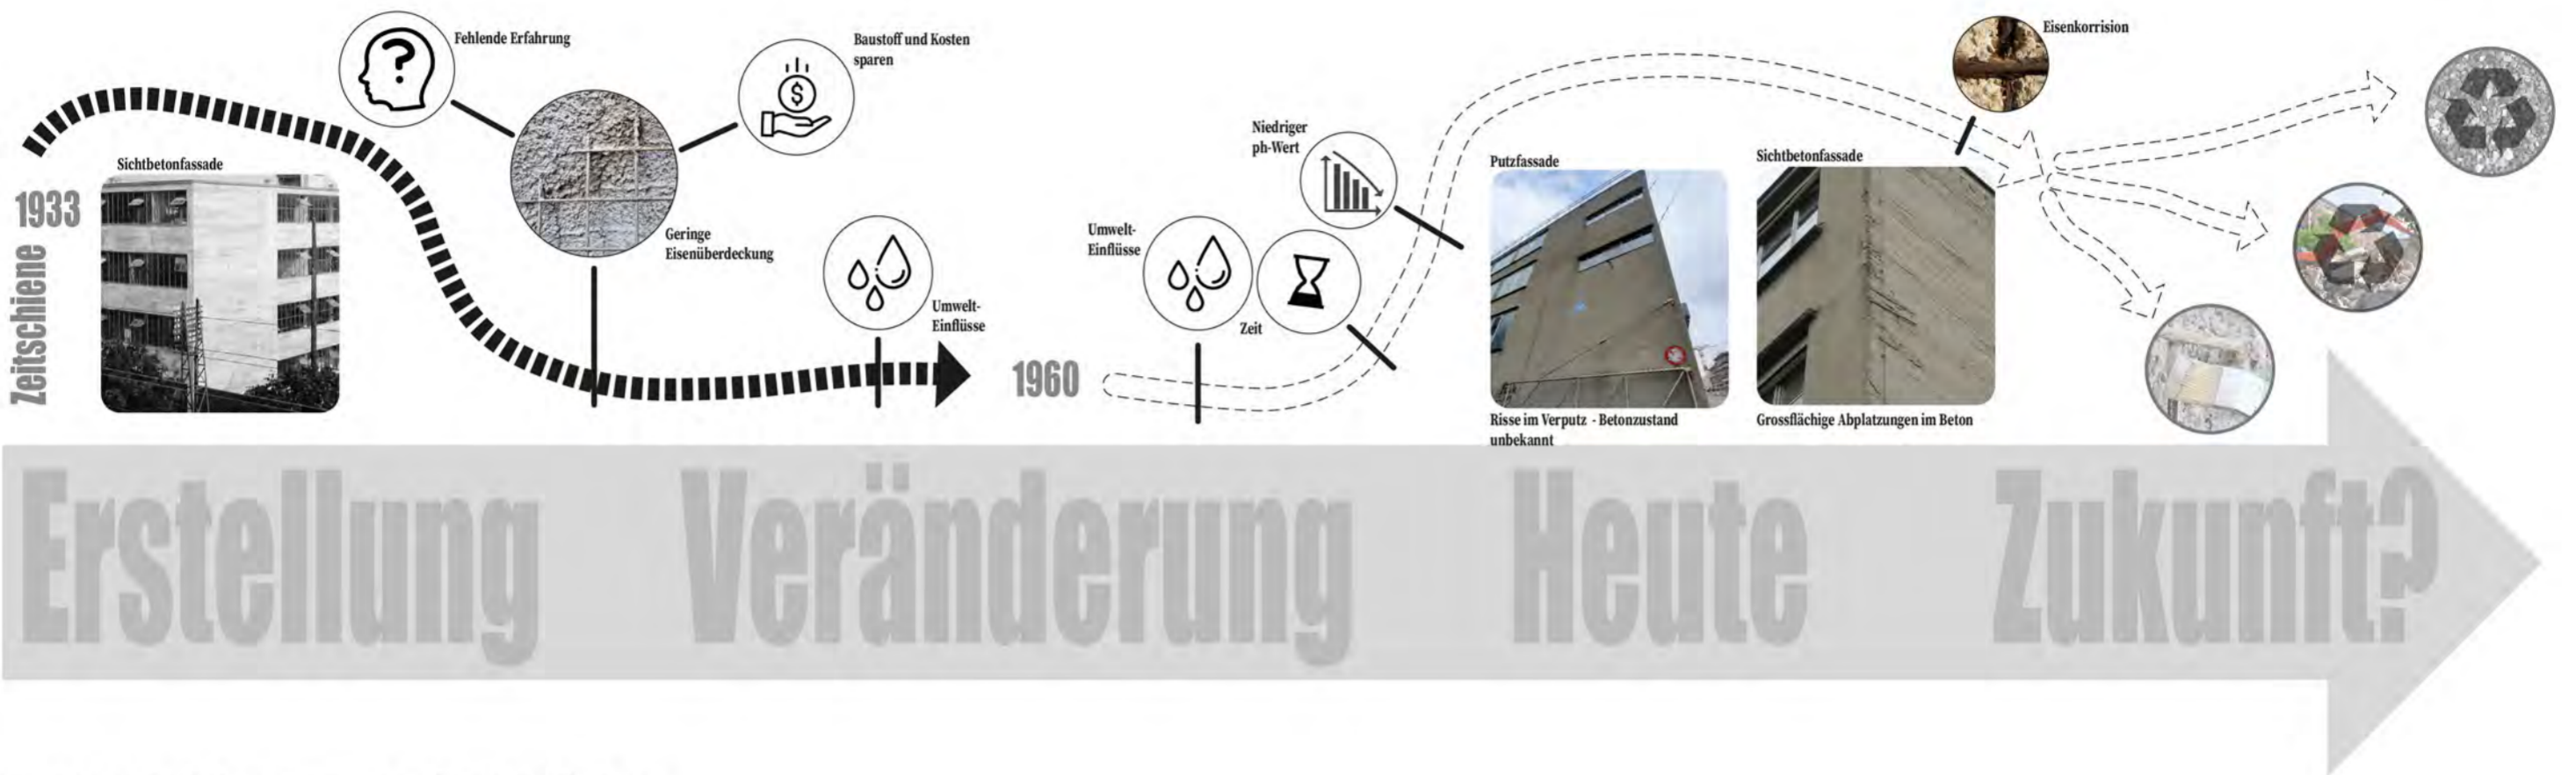 Zeitschiene
1933
Sichtbetonfassade
Fehlende Erfahrung
Baustoff und Kosten
sparen
Geringe
Eisenüberdeckung
Umwelt-
Einflüsse
1960
Umwelt-
Einflüsse
Zeit
Niedriger
ph-Wert
Putzfassade
Risse im Verputz - Betonzustand
unbekannt
Sichtbetonfassade
Grossflächige Abplatzungen im Beton
Eisenkorrision
Erstellung
Veränderung
Heute
Zukunft?